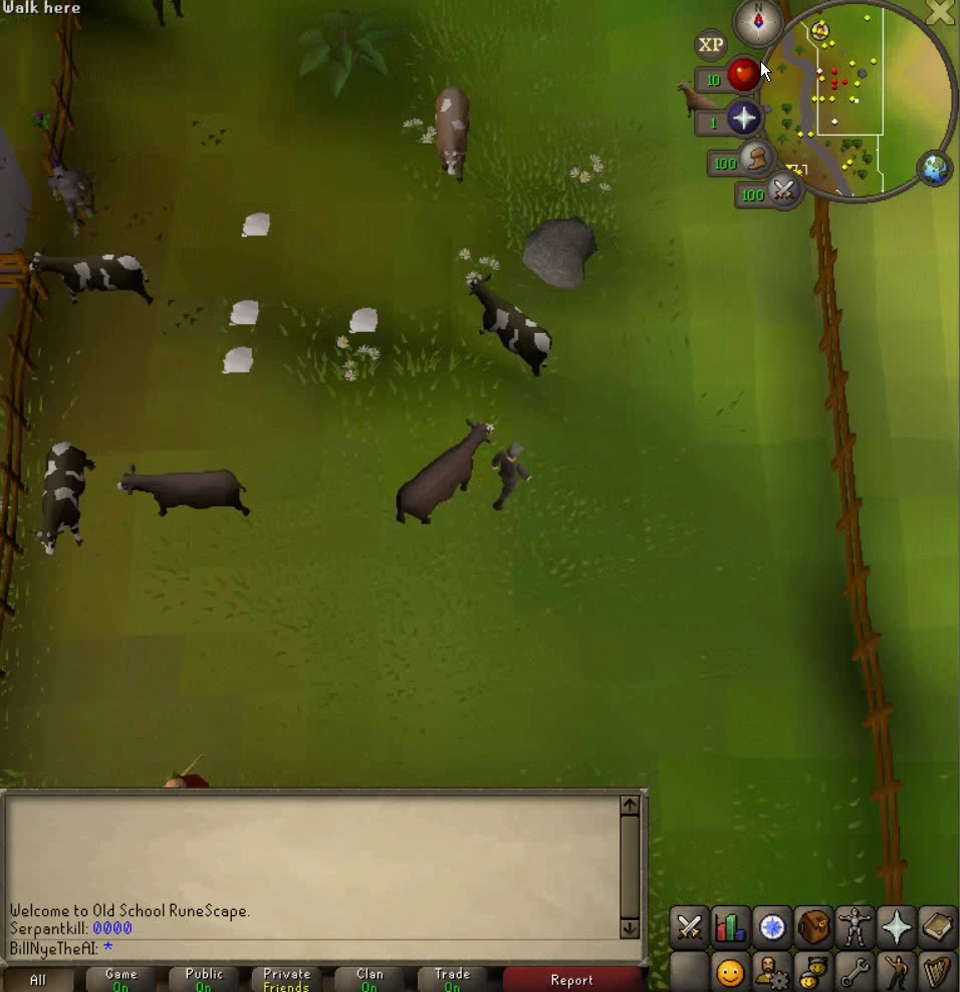 Walk here
N
XP
10
1
100
100
Welcome to Old School RuneScape.
Serpantkill: 0000
BillNyeTheAI: *
All
Game
On
Public
On
Private
Friends
Clan
On
Trade
On
Report